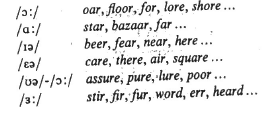 /ɔː/ oar, floor, for, lore, shore ...
/ɑː/ star, bazaar, far ...
/ɪə/ beer, fear, near, here ...
/ɛə/ care, there, air, square ...
/ʊə/-/ɔː/ assure, pure, lure, poor ...
/ɜː/ stir, fir, fur, word, err, heard ...